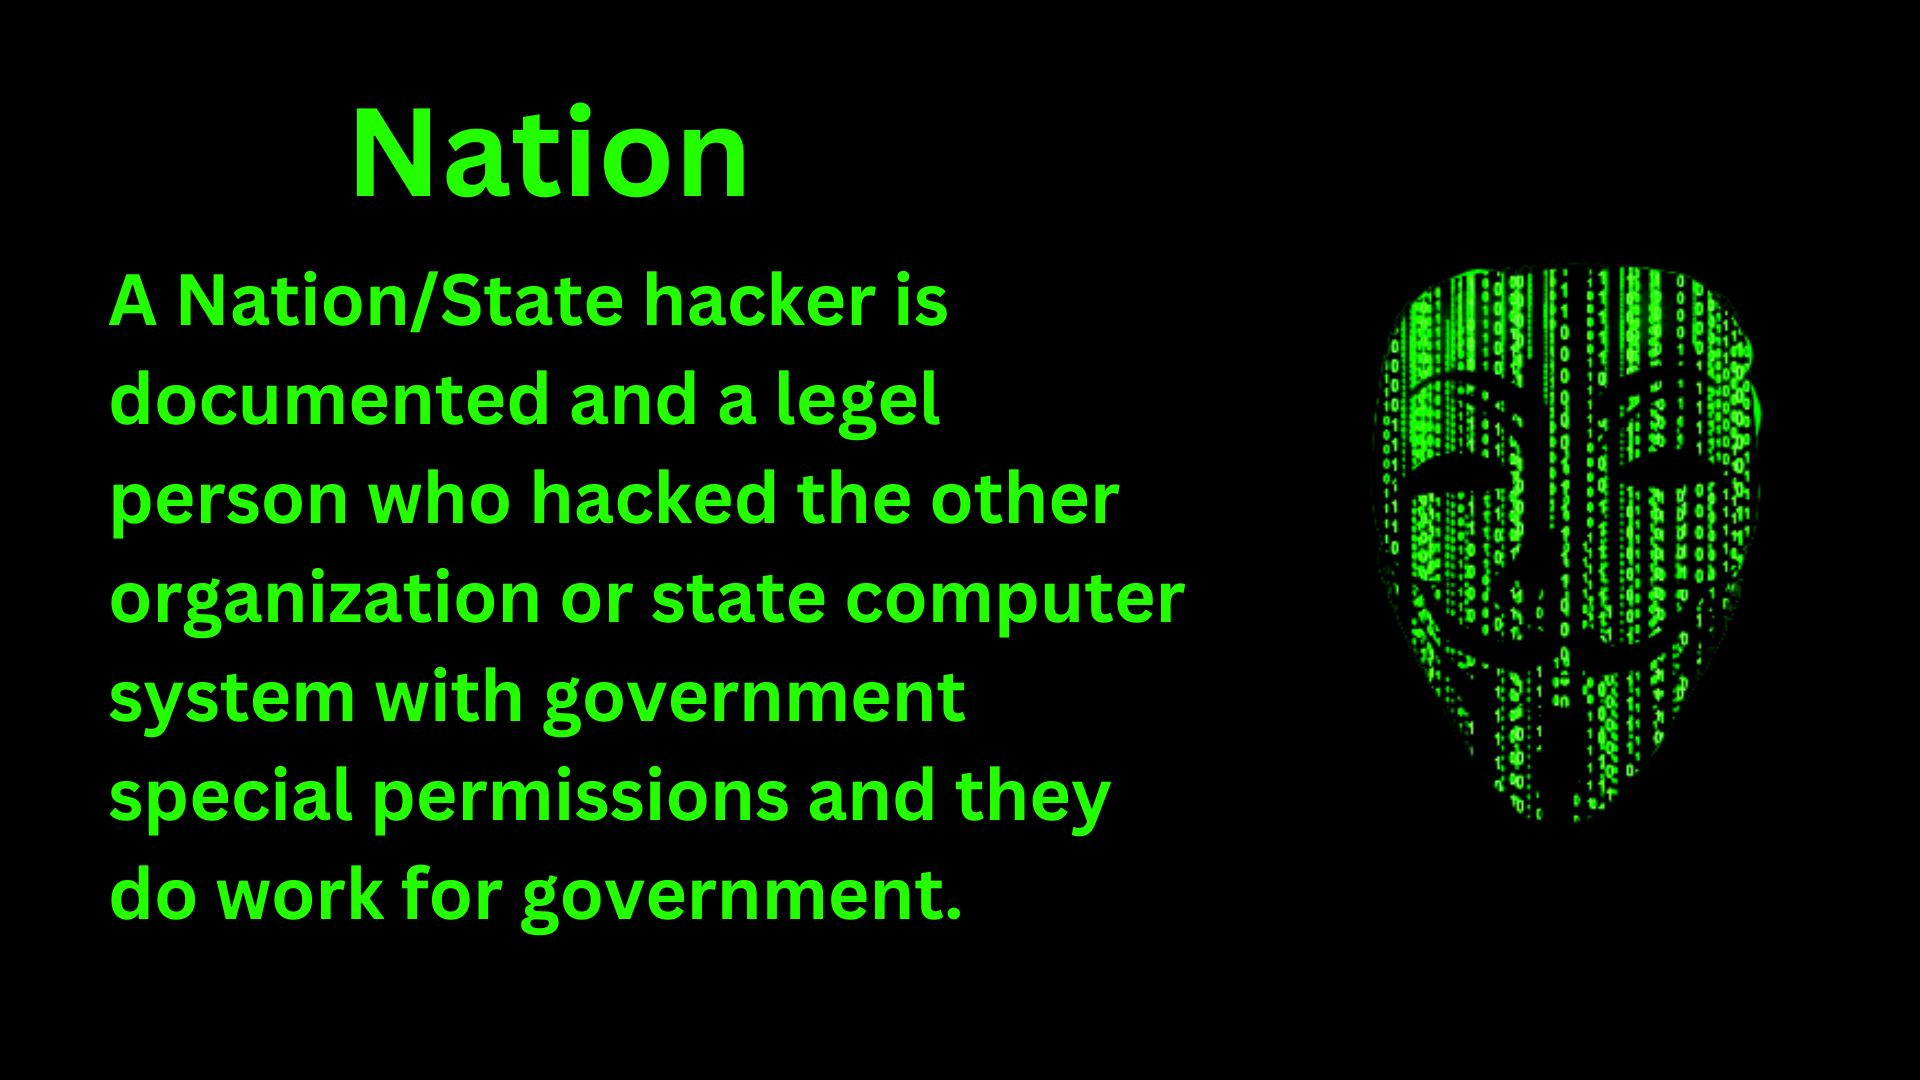 Nation
A Nation/State hacker is
documented and a legel
person who hacked the other
organization or state computer
system with government
special permissions and they
do work for government.